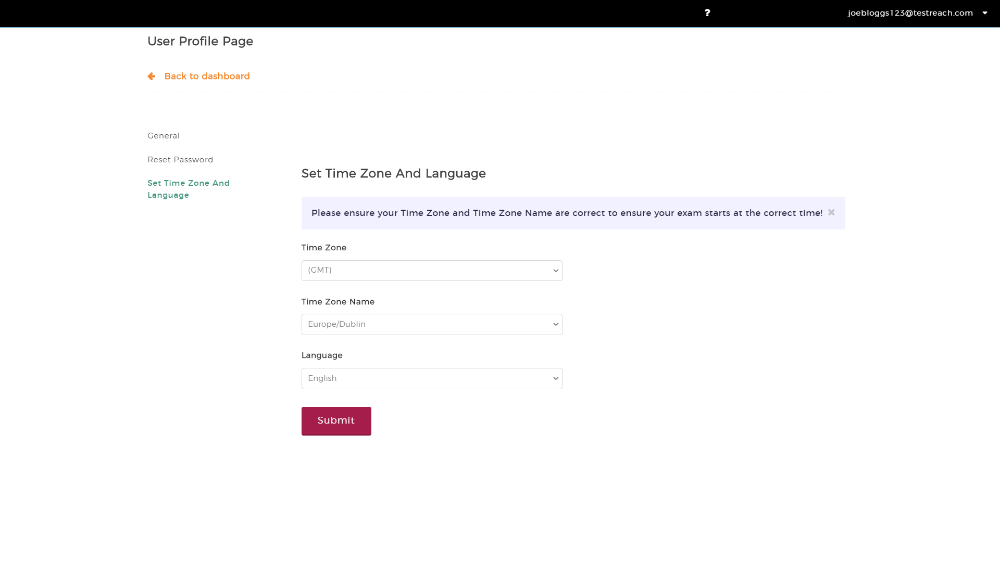 ?
joebloggs123@testreach.com
User Profile Page
Back to dashboard
General
Reset Password
Set Time Zone And
Language
Set Time Zone And Language
Please ensure your Time Zone and Time Zone Name are correct to ensure your exam starts at the correct time!
Time Zone
(GMT)
Time Zone Name
Europe/Dublin
Language
English
Submit